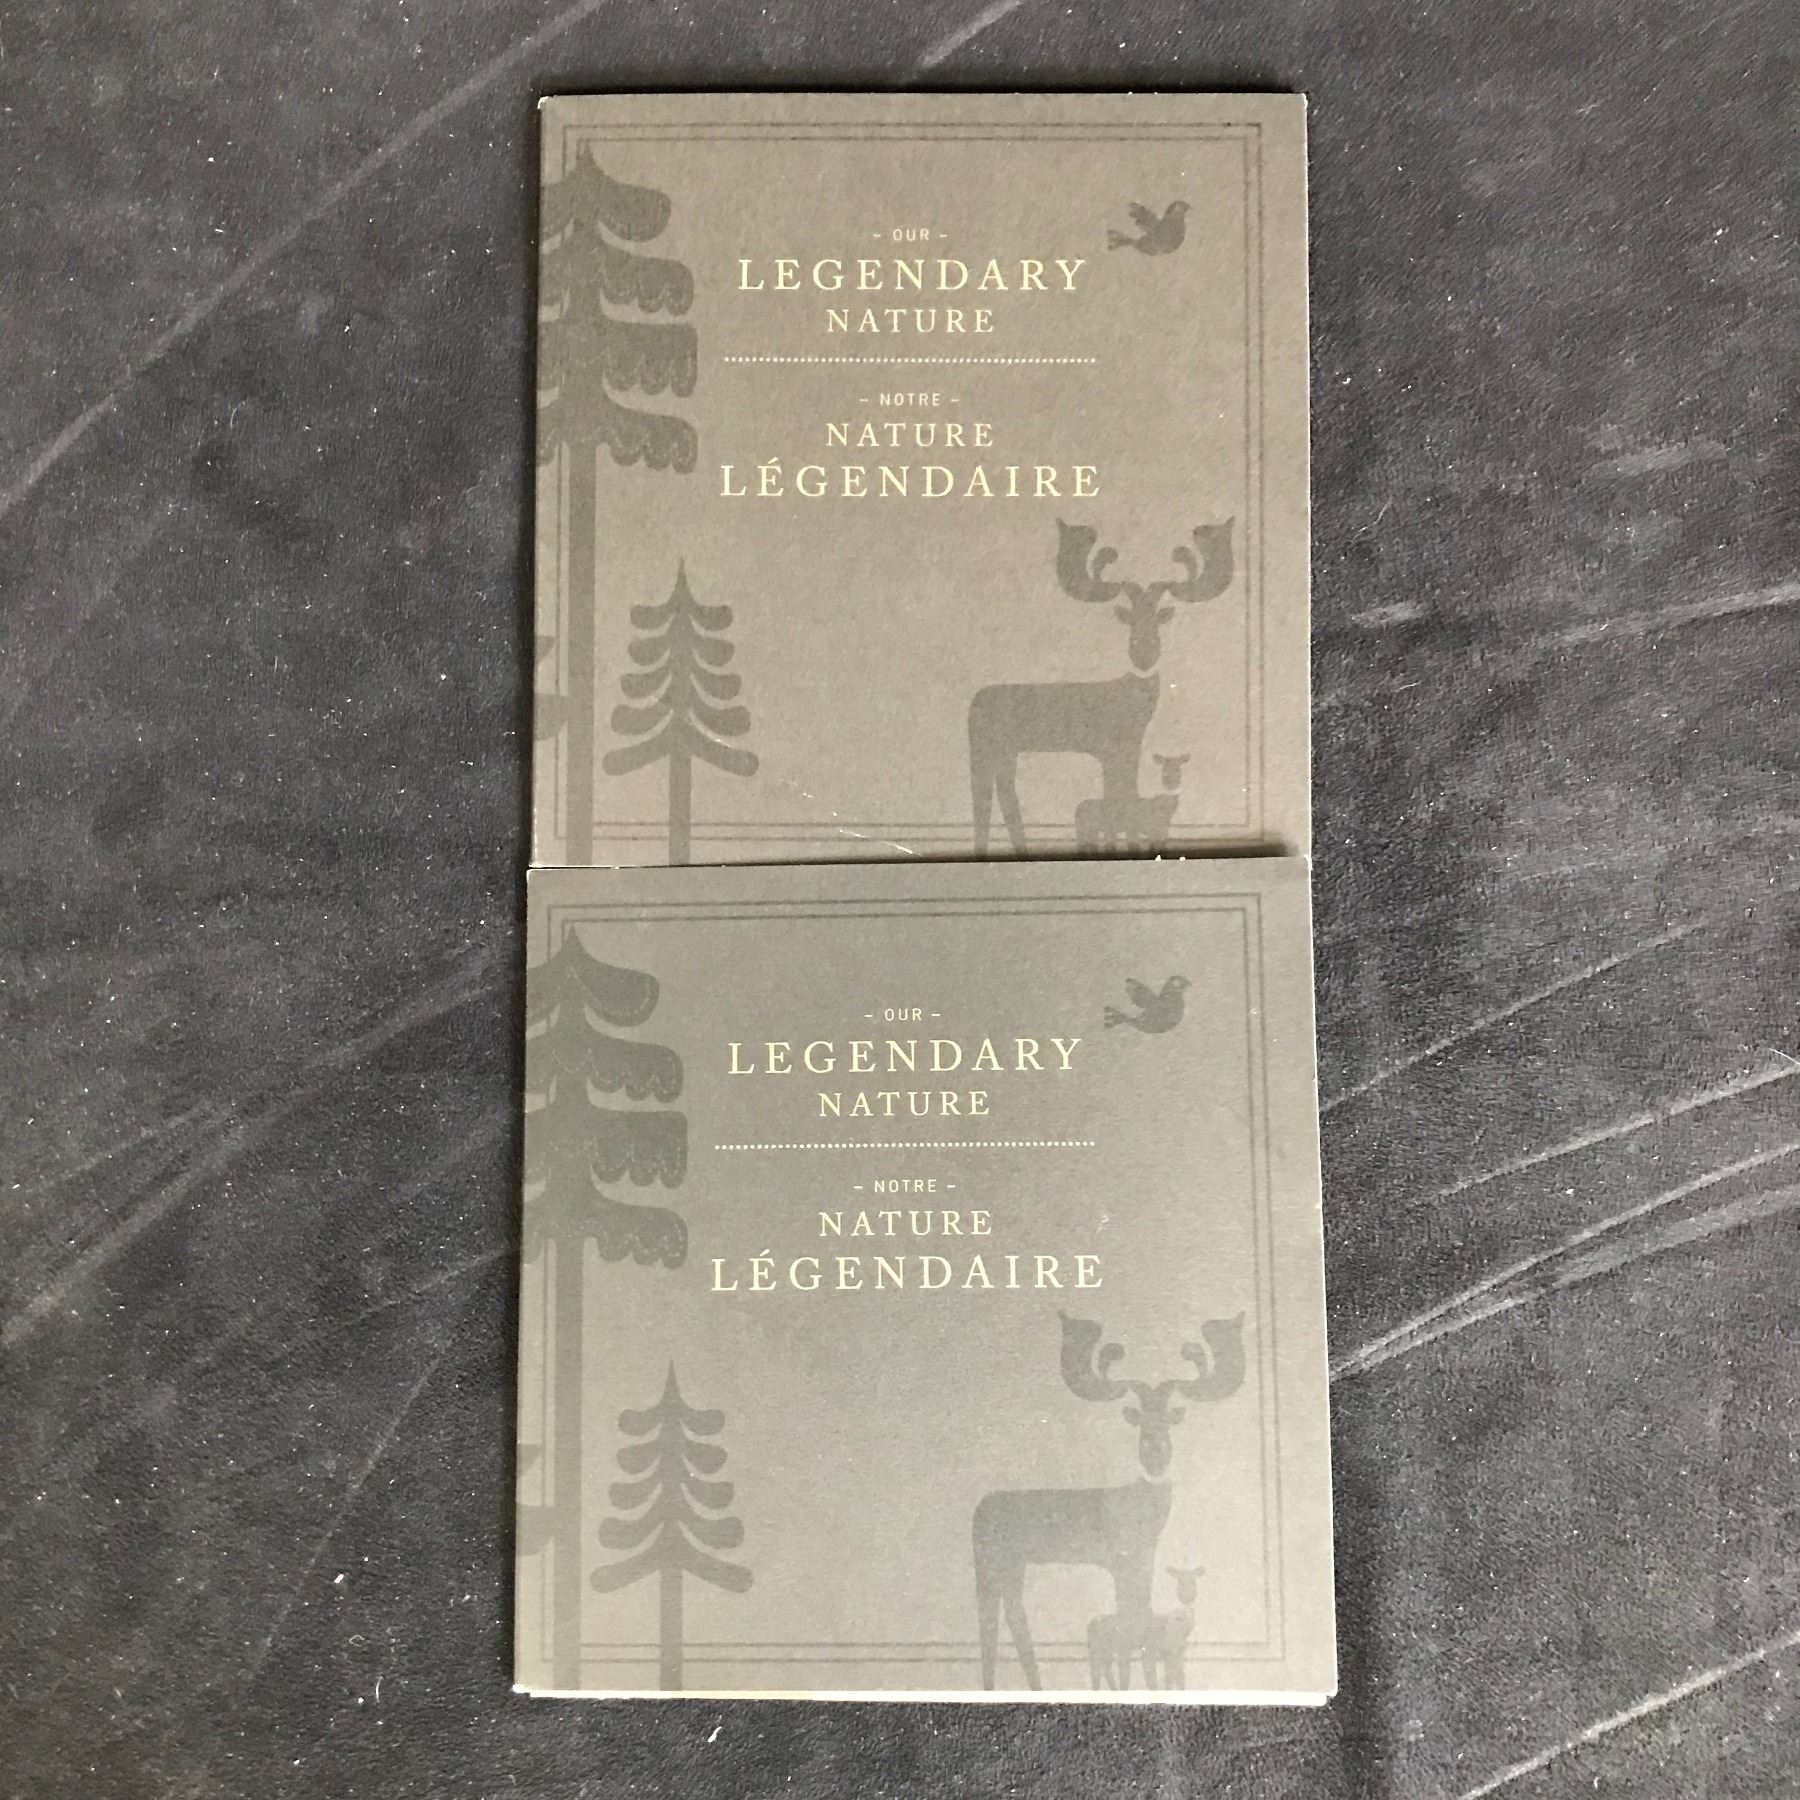 – OUR –
LEGENDARY
NATURE
– NOTRE –
NATURE
LÉGENDAIRE
– OUR –
LEGENDARY
NATURE
– NOTRE –
NATURE
LÉGENDAIRE